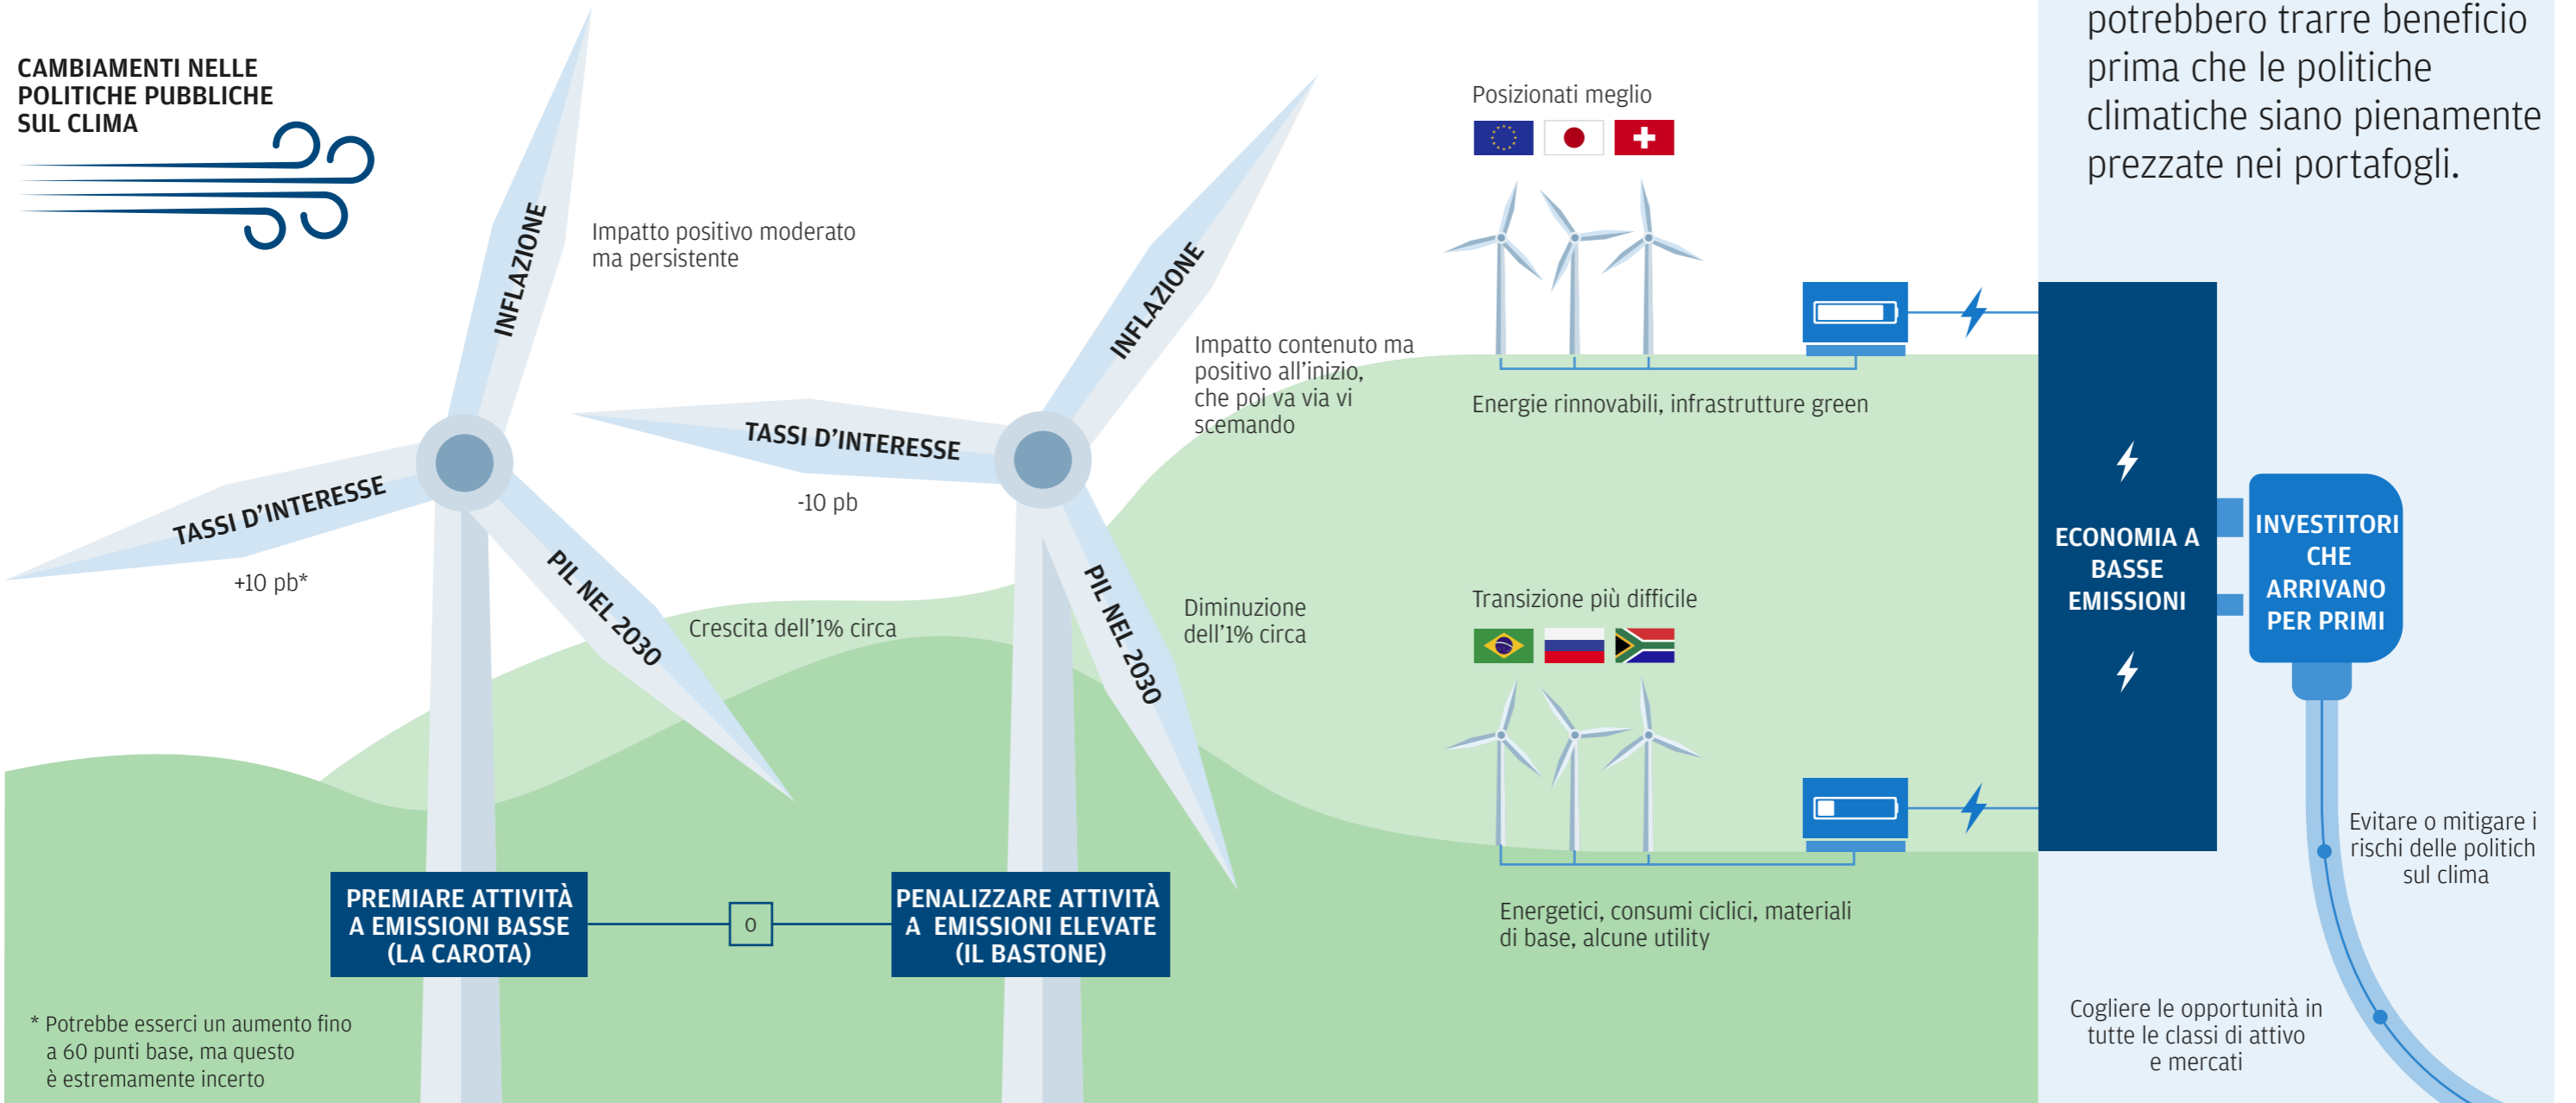 CAMBIAMENTI NELLE
POLITICHE PUBBLICHE
SUL CLIMA
INFLAZIONE
Impatto positivo moderato
ma persistente
TASSI D'INTERESSE
+10 pb*
PIL NEL 2030
Crescita dell'1% circa
PREMIARE ATTIVITÀ
A EMISSIONI BASSE
(LA CAROTA)
O
* Potrebbe esserci un aumento fino
a 60 punti base, ma questo
è estremamente incerto
INFLAZIONE
Impatto contenuto ma
positivo all'inizio,
che poi va via vi
scemando
TASSI D'INTERESSE
-10 pb
PIL NEL 2030
Diminuzione
dell'1% circa
PENALIZZARE ATTIVITÀ
A EMISSIONI ELEVATE
(IL BASTONE)
Posizionati meglio
Energie rinnovabili, infrastrutture green
Transizione più difficile
Energetici, consumi ciclici, materiali
di base, alcune utility
potrebbero trarre beneficio
prima che le politiche
climatiche siano pienamente
prezzate nei portafogli.
ECONOMIA A
BASSE
EMISSIONI
INVESTITORI
CHE
ARRIVANO
PER PRIMI
Evitare o mitigare i
rischi delle politich
sul clima
Cogliere le opportunità in
tutte le classi di attivo
e mercati